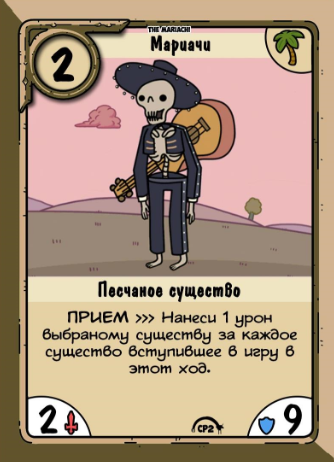 THE MARIACHI
2
Мариачи
Песчаное существо
ПРИЕМ >>> Нанеси 1 урон
выбраному существу за каждое
существо вступившее в игру в
этот ход.
2
CP2
9